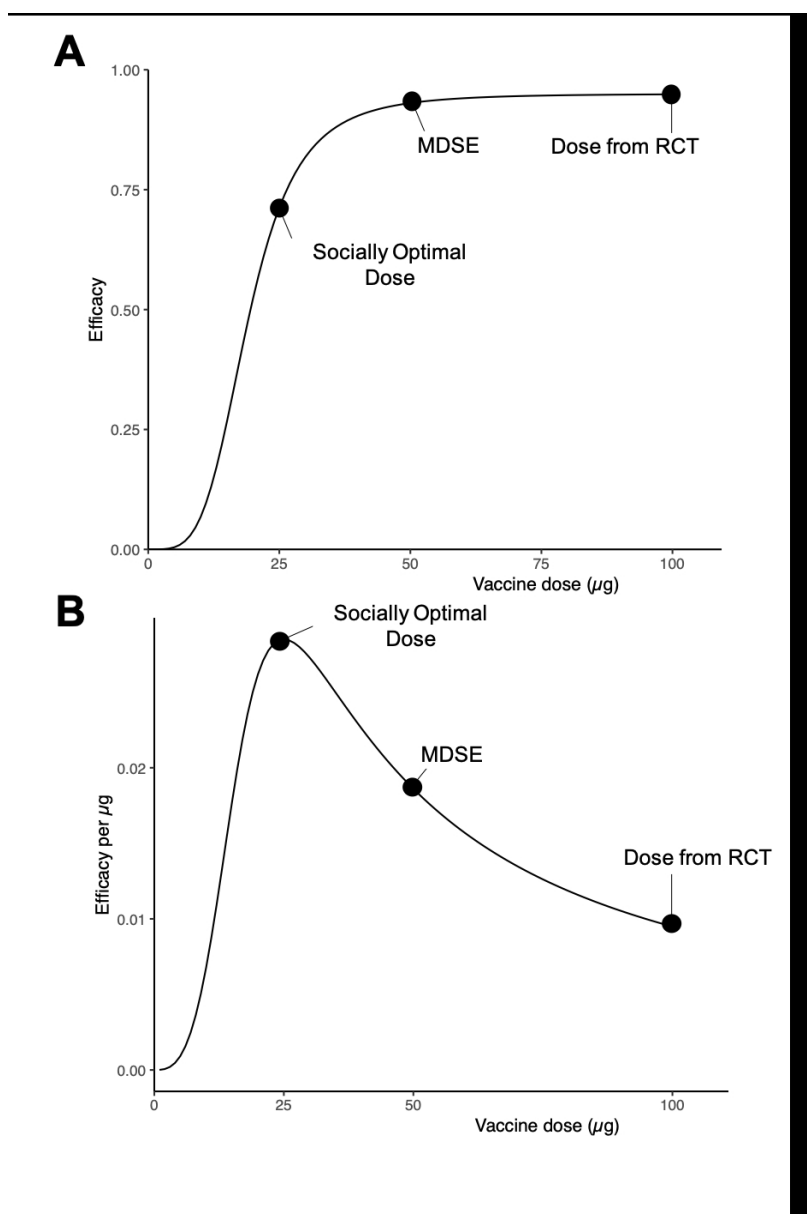 A
1.00
MDSE
Dose from RCT
0.75
Socially Optimal
Dose
Efficacy
0.50
0.25
0.00
0
25
50
75
100
Vaccine dose (µg)
B
Socially Optimal
Dose
MDSE
0.02
Efficacy per µg
Dose from RCT
0.01
0.00
0
25
50
100
Vaccine dose (µg)